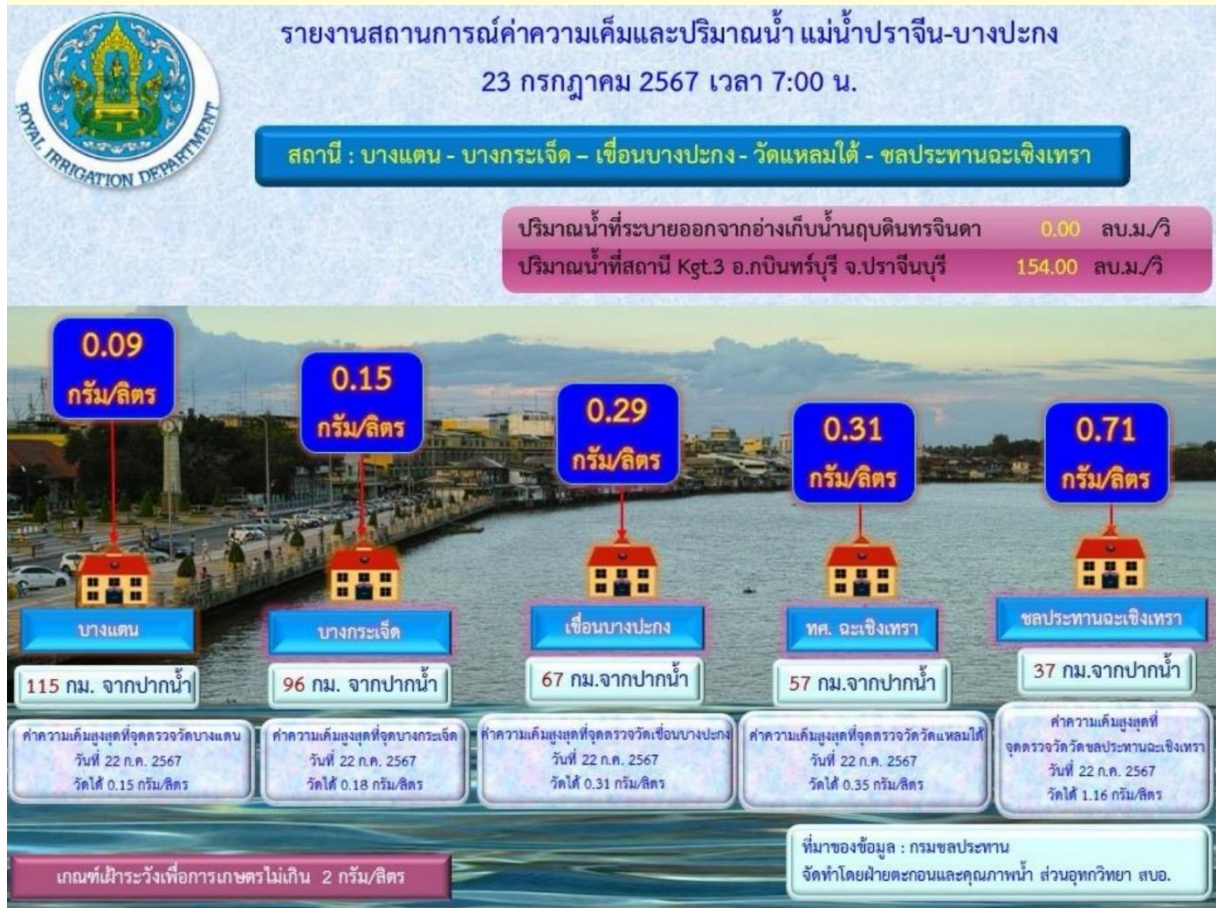 ROYAL IRRIGATION DEPARTMENT
รายงานสถานการณ์ค่าความเค็มและปริมาณน้ำ แม่น้ำปราจีน-บางปะกง
23 กรกฎาคม 2567 เวลา 7:00 น.
สถานี : บางแตน - บางกระเจ็ด – เขื่อนบางปะกง - วัดแหลมใต้ - ชลประทานฉะเชิงเทรา
ปริมาณน้ำที่ระบายออกจากอ่างเก็บน้ำนฤบดินทรจินดา 0.00 ลบ.ม./วิ
ปริมาณน้ำที่สถานี Kgt.3 อ.กบินทร์บุรี จ.ปราจีนบุรี 154.00 ลบ.ม./วิ
0.09
กรัม/ลิตร
บางแตน
115 กม. จากปากน้ำ
ค่าความเค็มสูงสุดที่จุดตรวจวัดบางแตน
วันที่ 22 ก.ค. 2567
วัดได้ 0.15 กรัม/ลิตร
0.15
กรัม/ลิตร
บางกระเจ็ด
96 กม. จากปากน้ำ
ค่าความเค็มสูงสุดที่จุดบางกระเจ็ด
วันที่ 22 ก.ค. 2567
วัดได้ 0.18 กรัม/ลิตร
0.29
กรัม/ลิตร
เขื่อนบางปะกง
67 กม.จากปากน้ำ
ค่าความเค็มสูงสุดที่จุดตรวจวัดเขื่อนบางปะกง
วันที่ 22 ก.ค. 2567
วัดได้ 0.31 กรัม/ลิตร
0.31
กรัม/ลิตร
ทศ. ฉะเชิงเทรา
57 กม.จากปากน้ำ
ค่าความเค็มสูงสุดที่จุดตรวจวัดวัดแหลมใต้
วันที่ 22 ก.ค. 2567
วัดได้ 0.35 กรัม/ลิตร
0.71
กรัม/ลิตร
ชลประทานฉะเชิงเทรา
37 กม.จากปากน้ำ
ค่าความเค็มสูงสุดที่
จุดตรวจวัดวัดชลประทานฉะเชิงเทรา
วันที่ 22 ก.ค. 2567
วัดได้ 1.16 กรัม/ลิตร
เกณฑ์เฝ้าระวังเพื่อการเกษตรไม่เกิน 2 กรัม/ลิตร
ที่มาของข้อมูล : กรมชลประทาน
จัดทำโดยฝ่ายตะกอนและคุณภาพน้ำ ส่วนอุทกวิทยา สบอ.